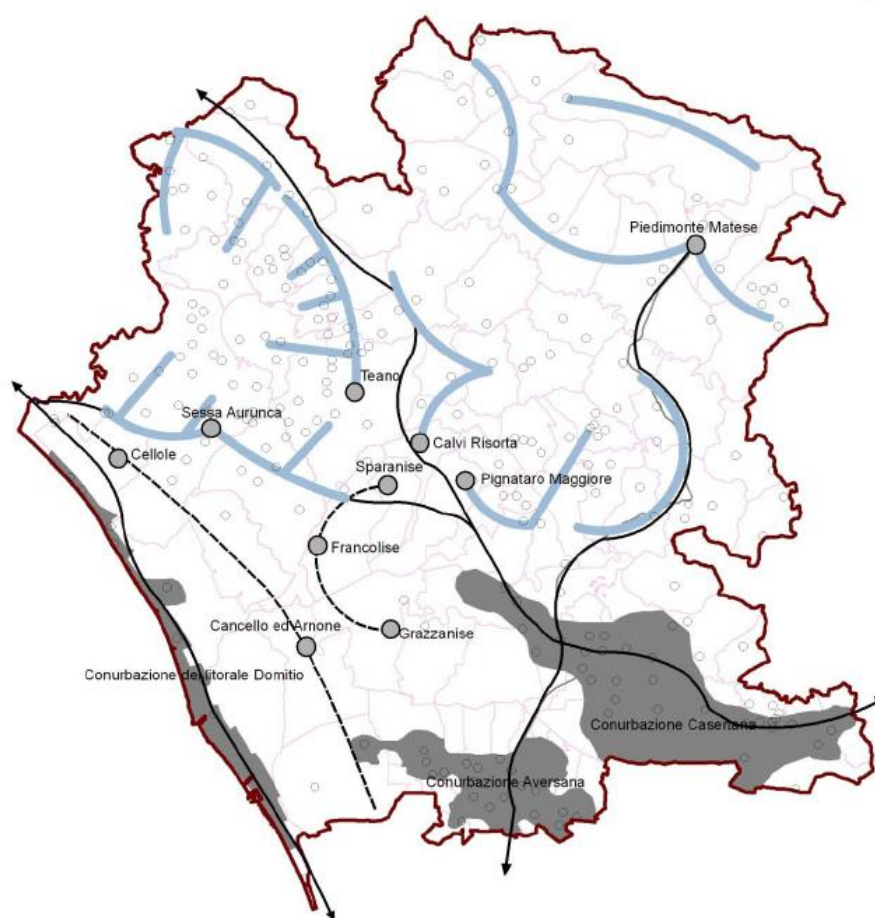 Piedimonte Matese
Teano
Sessa Aurunca
Calvi Risorta
Cellole
Sparanise
Pignataro Maggiore
Francolise
Cancello ed Arnone
Grazzanise
Conurbazione del litorale Domitio
Conurbazione Casertana
Conurbazione Aversana